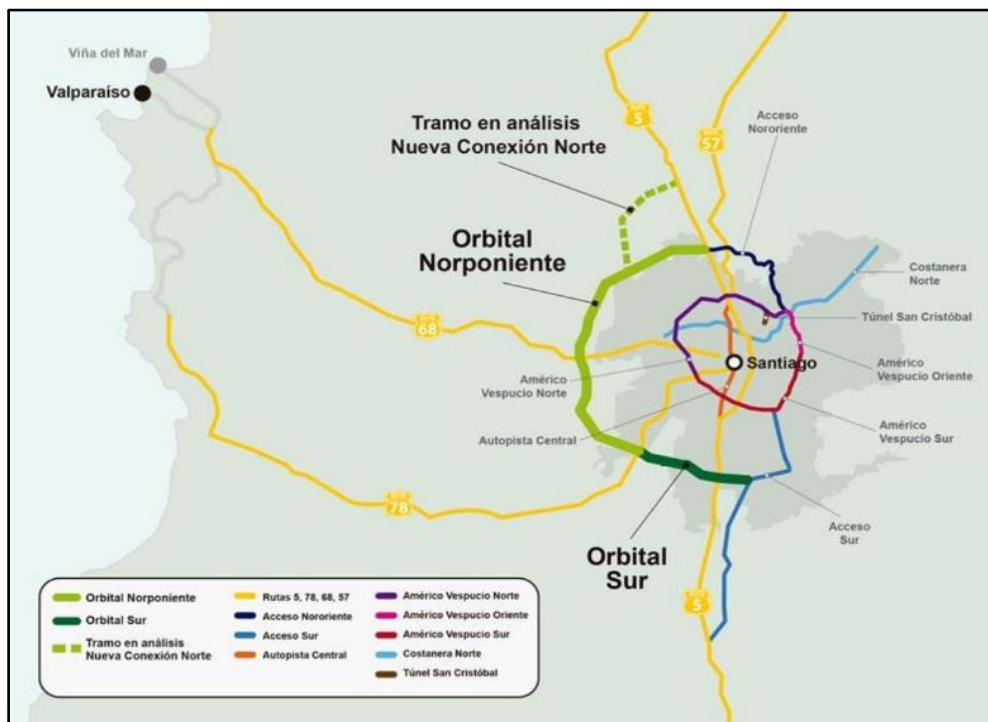 Viña del Mar
Valparaíso
Tramo en análisis
Nueva Conexión Norte
5
57
Acceso
Nororiente
Orbital
Norponiente
Costanera
Norte
Túnel San Cristóbal
68
Santiago
Américo
Vespucio Norte
Américo
Vespucio Oriente
Autopista Central
Américo
Vespucio Sur
78
Orbital
Sur
Acceso
Sur
5
Orbital Norponiente
Orbital Sur
Tramo en análisis
Nueva Conexión Norte
Rutas 5, 78, 68, 57
Acceso Nororiente
Acceso Sur
Autopista Central
Américo Vespucio Norte
Américo Vespucio Oriente
Américo Vespucio Sur
Costanera Norte
Túnel San Cristóbal